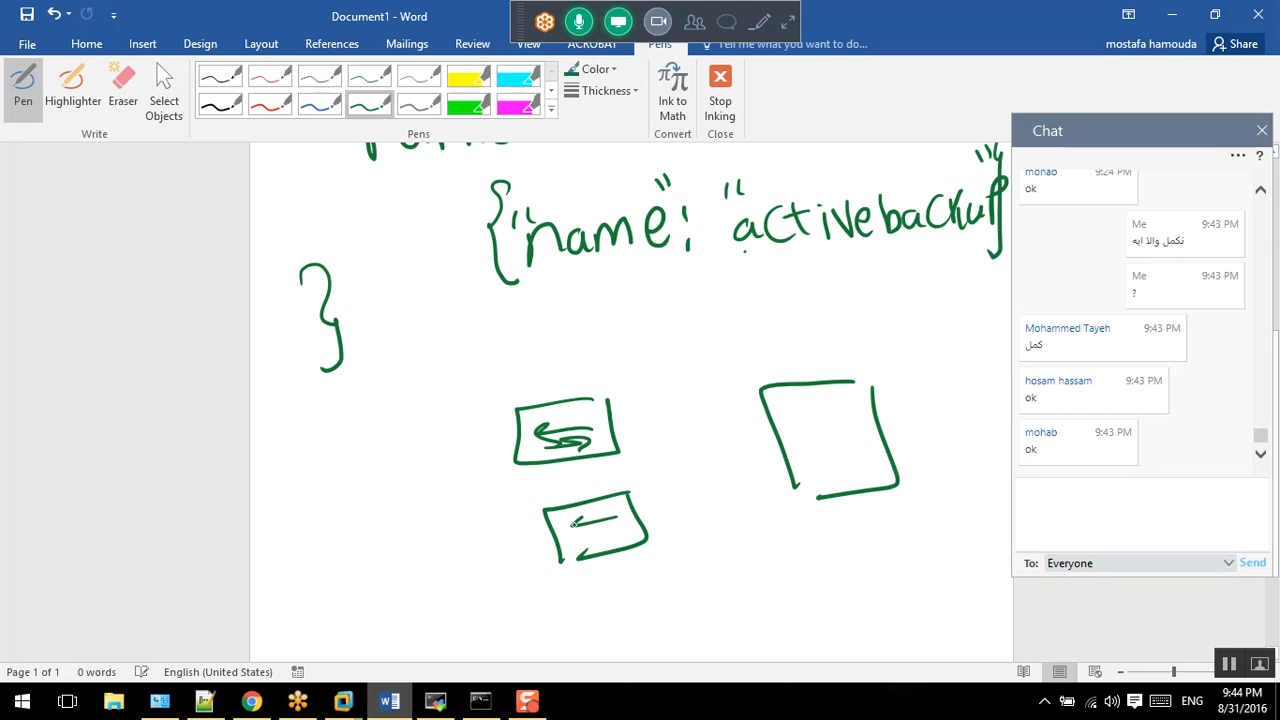 Document1 - Word
mostafa hamouda
Share
File
Home
Insert
Design
Layout
References
Mailings
Review
View
ACROBAT
Pens
Tell me what you want to do...
Pen
Highlighter
Eraser
Select
Objects
Color
Thickness
Ink to
Math
Stop
Inking
Write
Pens
Convert
Close
{"name": "activebackup"}
}
Chat
mohab 9:24 PM
ok
Me 9:43 PM
نكمل والا ايه
Me 9:43 PM
?
Mohammed Tayeh 9:43 PM
كمل
hosam hassam 9:43 PM
ok
mohab 9:43 PM
ok
To: Everyone
Send
Page 1 of 1
0 words
English (United States)
ENG
9:44 PM
8/31/2016